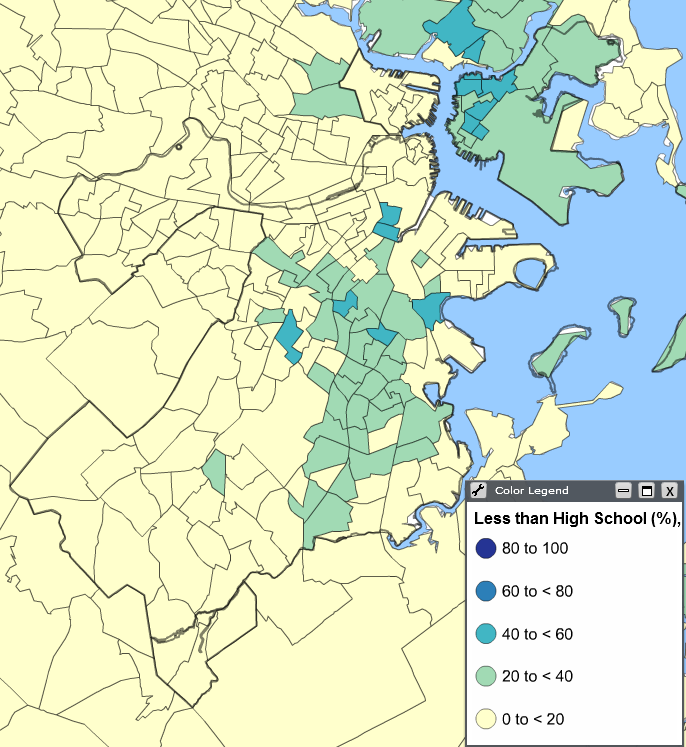 Color Legend
Less than High School (%),
80 to 100
60 to < 80
40 to < 60
20 to < 40
0 to < 20